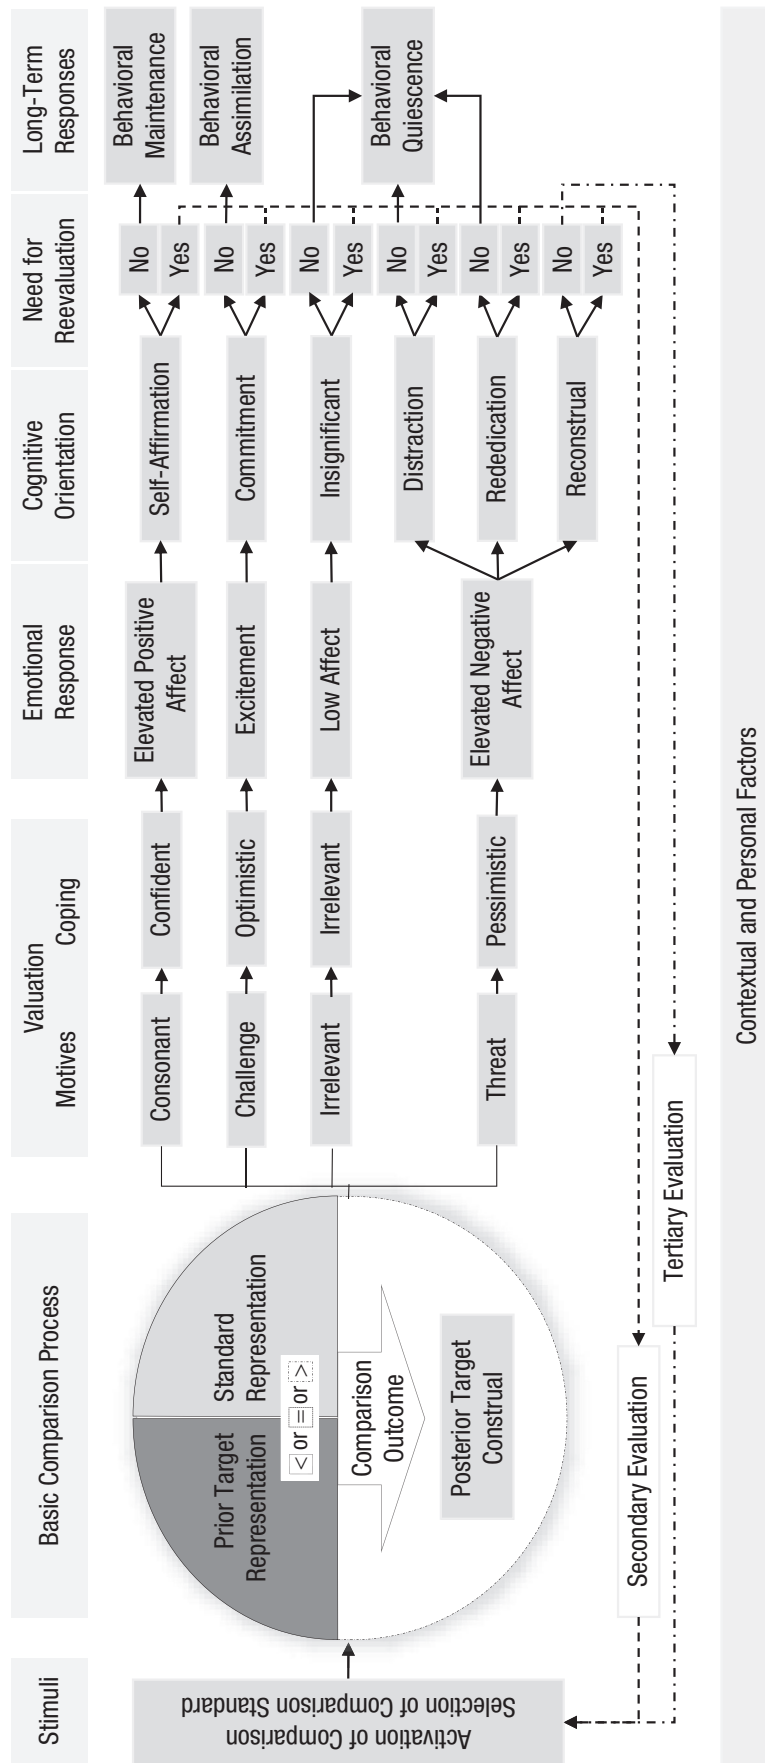 Stimuli
Basic Comparison Process
Valuation
Motives
Coping
Emotional
Response
Cognitive
Orientation
Need for
Reevaluation
Long-Term
Responses
Activation of Comparison
Selection of Comparison Standard
Prior Target
Representation
Standard
Representation
< or = or >
Comparison
Outcome
Posterior Target
Construal
Consonant
Confident
Elevated Positive
Affect
Self-Affirmation
No
Yes
Behavioral
Maintenance
Challenge
Optimistic
Excitement
Commitment
No
Yes
Behavioral
Assimilation
Irrelevant
Irrelevant
Low Affect
Insignificant
No
Yes
Threat
Pessimistic
Elevated Negative
Affect
Distraction
No
Yes
Behavioral
Quiescence
Rededication
No
Yes
Reconstrual
No
Yes
Secondary Evaluation
Tertiary Evaluation
Contextual and Personal Factors